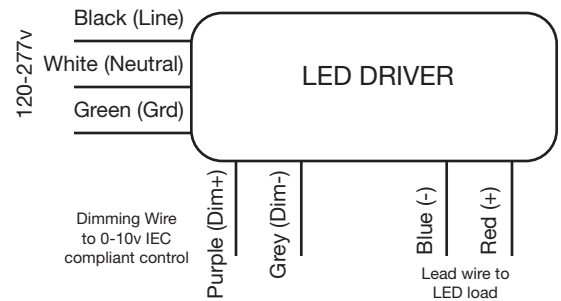 120-277v
Black (Line)
White (Neutral)
Green (Grd)
LED DRIVER
Dimming Wire
to 0-10v IEC
compliant control
Purple (Dim+)
Grey (Dim-)
Blue (-)
Red (+)
Lead wire to
LED load